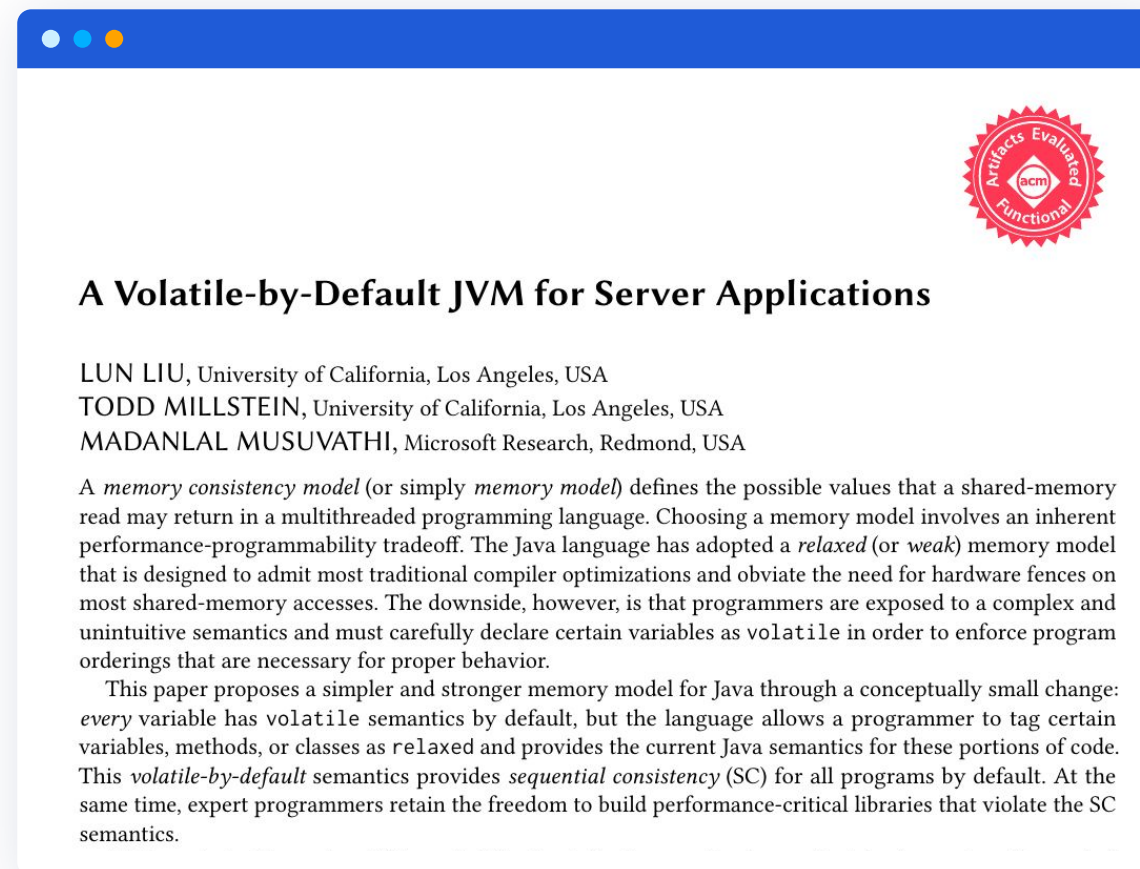 Artifacts Evaluated
acm
Functional
A Volatile-by-Default JVM for Server Applications
LUN LIU, University of California, Los Angeles, USA
TODD MILLSTEIN, University of California, Los Angeles, USA
MADANLAL MUSUVATHI, Microsoft Research, Redmond, USA
A memory consistency model (or simply memory model) defines the possible values that a shared-memory
read may return in a multithreaded programming language. Choosing a memory model involves an inherent
performance-programmability tradeoff. The Java language has adopted a relaxed (or weak) memory model
that is designed to admit most traditional compiler optimizations and obviate the need for hardware fences on
most shared-memory accesses. The downside, however, is that programmers are exposed to a complex and
unintuitive semantics and must carefully declare certain variables as volatile in order to enforce program
orderings that are necessary for proper behavior.
This paper proposes a simpler and stronger memory model for Java through a conceptually small change:
every variable has volatile semantics by default, but the language allows a programmer to tag certain
variables, methods, or classes as relaxed and provides the current Java semantics for these portions of code.
This volatile-by-default semantics provides sequential consistency (SC) for all programs by default. At the
same time, expert programmers retain the freedom to build performance-critical libraries that violate the SC
semantics.